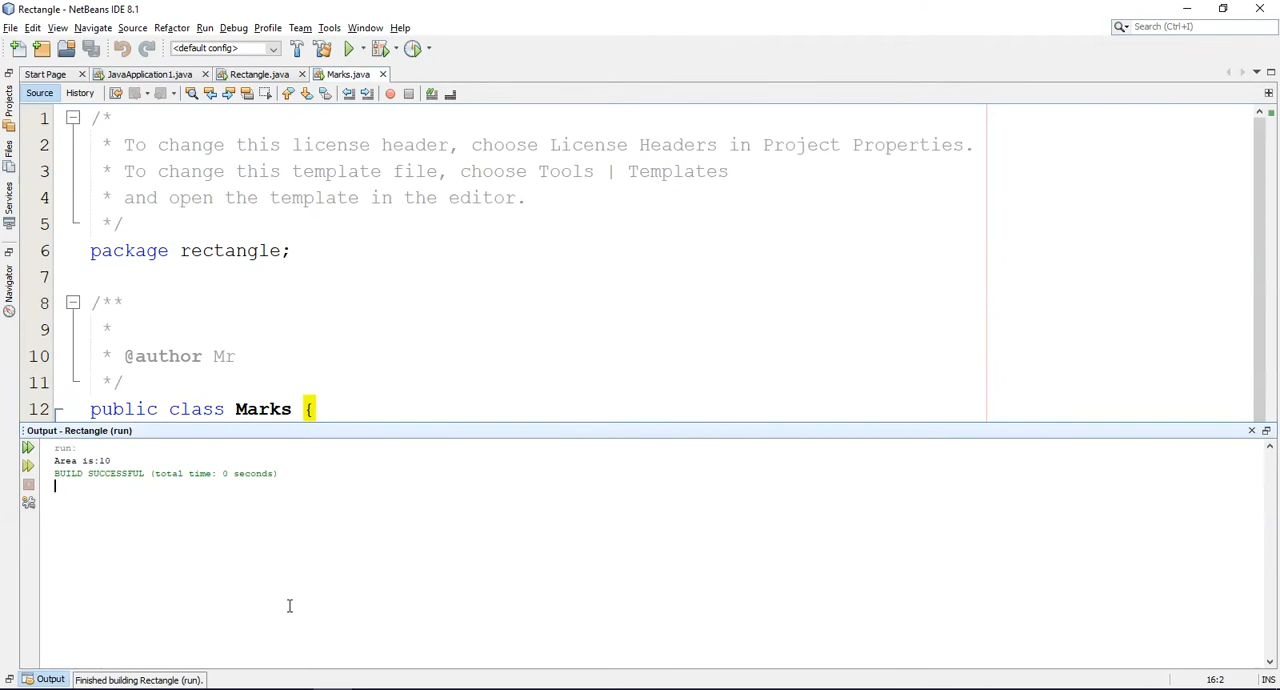 Rectangle - NetBeans IDE 8.1
File Edit View Navigate Source Refactor Run Debug Profile Team Tools Window Help
Search (Ctrl+I)
<default config>
Start Page JavaApplication1.java Rectangle.java Marks.java
Source History
Projects
Files
Services
Navigator
1 /*
2 * To change this license header, choose License Headers in Project Properties.
3 * To change this template file, choose Tools | Templates
4 * and open the template in the editor.
5 */
6 package rectangle;
7
8 /**
9 *
10 * @author Mr
11 */
12 public class Marks {
Output - Rectangle (run)
run:
Area is:10
BUILD SUCCESSFUL (total time: 0 seconds)
Output Finished building Rectangle (run). 16:2 INS